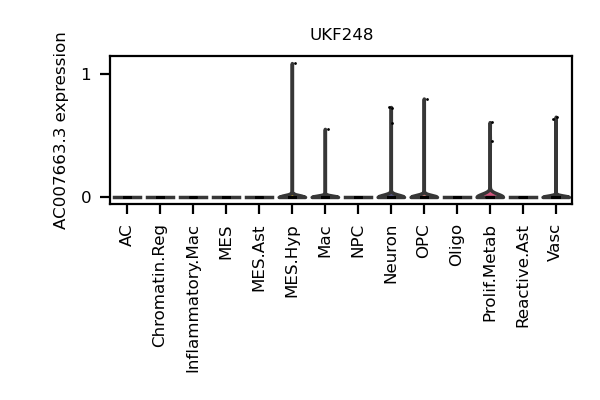 UKF248
AC007663.3 expression
1
0
AC
Chromatin.Reg
Inflammatory.Mac
MES
MES.Ast
MES.Hyp
Mac
NPC
Neuron
OPC
Oligo
Prolif.Metab
Reactive.Ast
Vasc